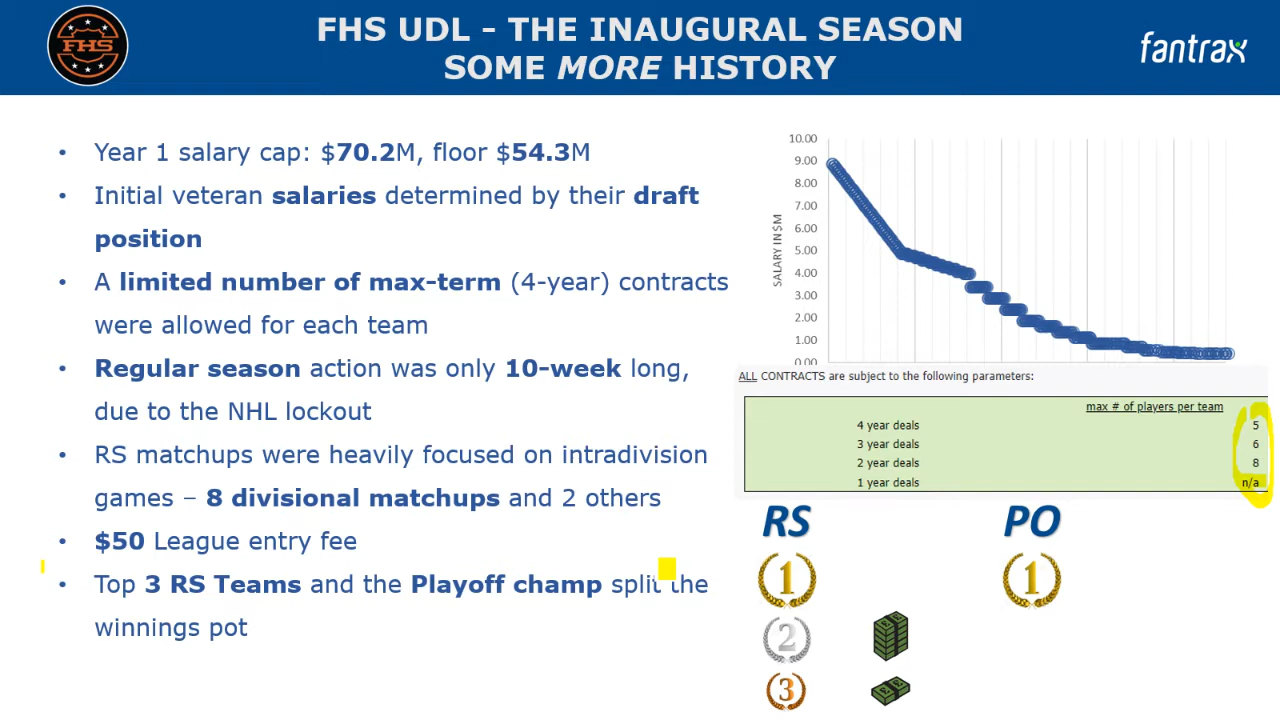 FHS UDL - THE INAUGURAL SEASON
SOME MORE HISTORY
FHS
fantrax
• Year 1 salary cap: $70.2M, floor $54.3M
• Initial veteran salaries determined by their draft
position
• A limited number of max-term (4-year) contracts
were allowed for each team
• Regular season action was only 10-week long,
due to the NHL lockout
• RS matchups were heavily focused on intradivision
games – 8 divisional matchups and 2 others
• $50 League entry fee
• Top 3 RS Teams and the Playoff champ split the
winnings pot
SALARY IN $M
10.00
9.00
8.00
7.00
6.00
5.00
4.00
3.00
2.00
1.00
0.00
ALL CONTRACTS are subject to the following parameters:
max # of players per team
4 year deals 5
3 year deals 6
2 year deals 8
1 year deals n/a
RS PO
1 1
2
3